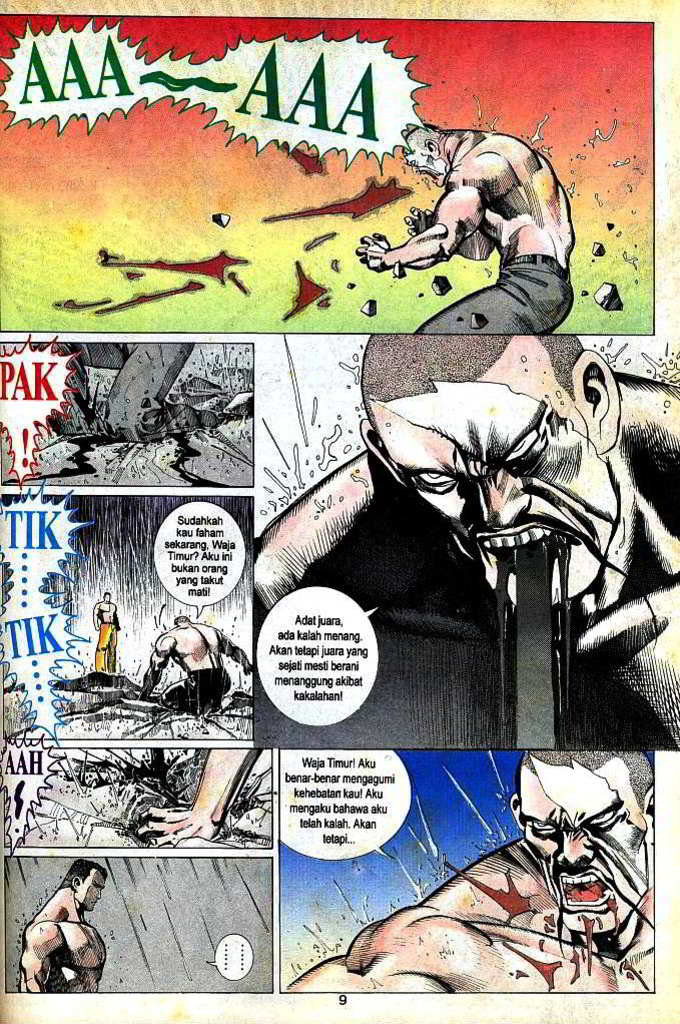 AAA~AAA
PAK
!
TIK
......
TIK
......
Sudahkah
kau faham
sekarang, Waja
Timur? Aku ini
bukan orang
yang takut
mati!
Adat juara,
ada kalah menang.
Akan tetapi juara yang
sejati mesti berani
menanggung akibat
kakalahan!
AAH
!
Waja Timur! Aku
benar-benar mengagumi
kehebatan kau! Aku
mengaku bahawa aku
telah kalah. Akan
tetapi...
......
9